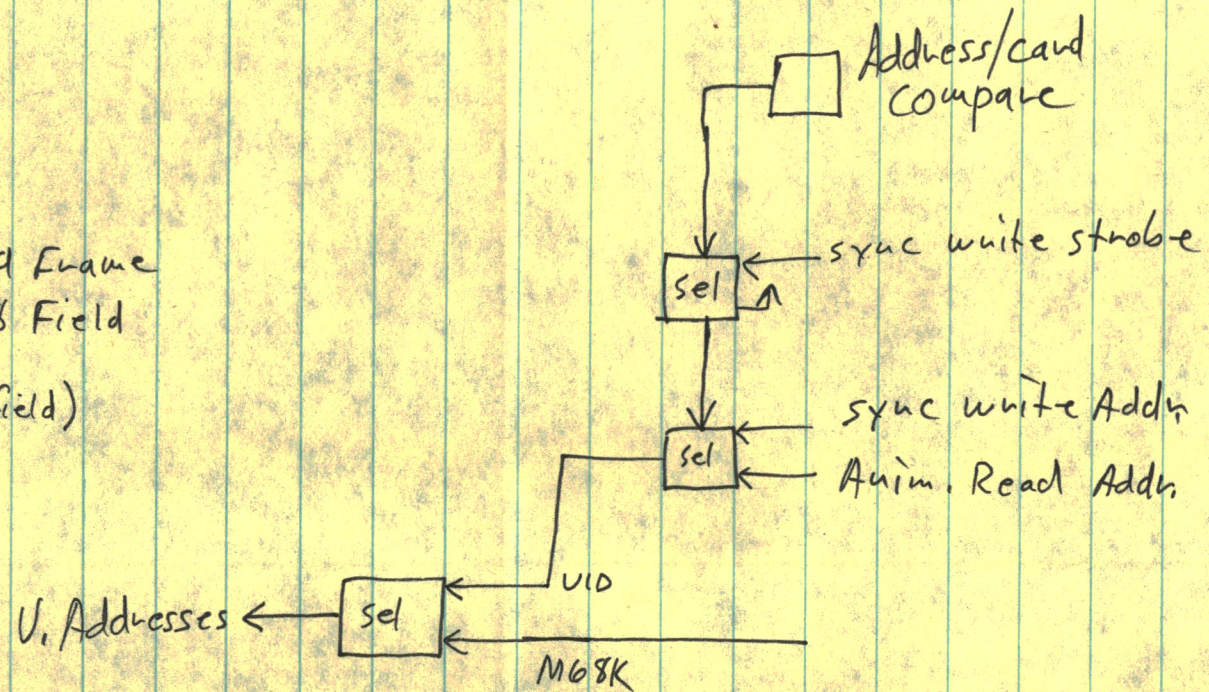 Address/card
compare
sync write strobe
d Frame
sel
& Field
field)
sync write Addr
sel
Anim. Read Addr.
VID
V. Addresses
sel
M68K